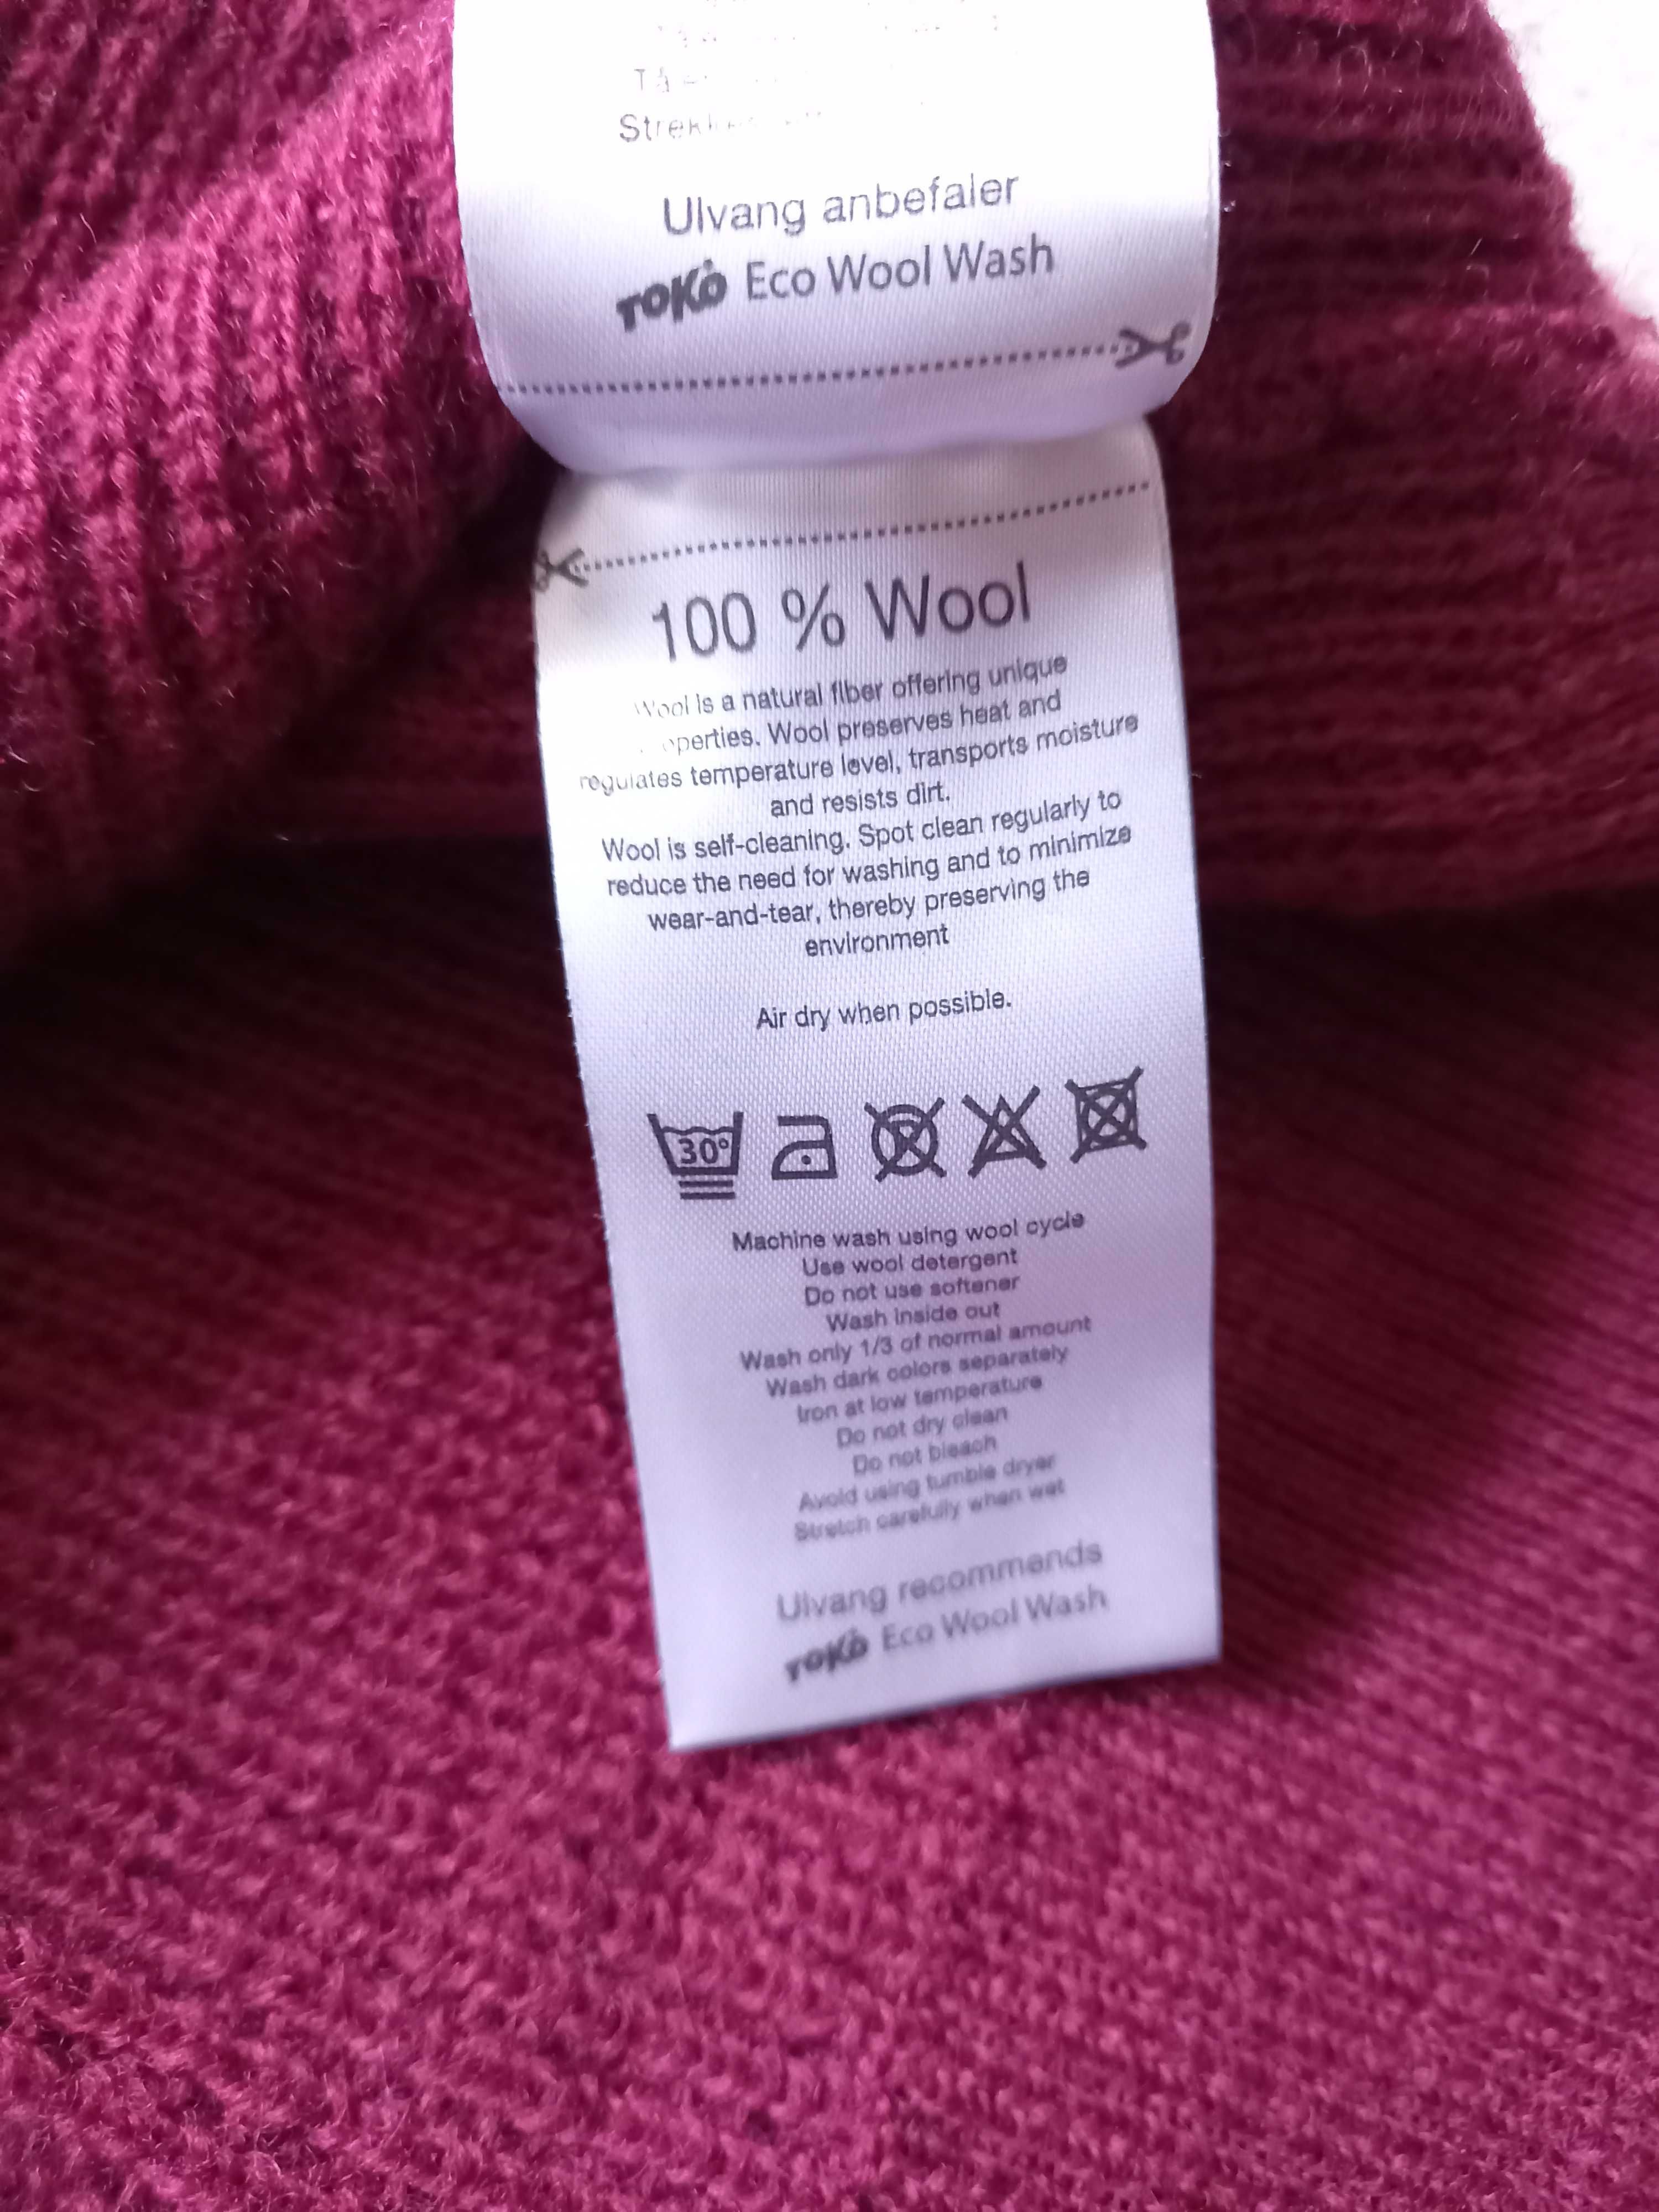 Ulvang anbefaler
TOKO Eco Wool Wash
100 % Wool
Wool is a natural fiber offering unique
Wool preserves heat and
regulates temperature level, transports moisture
and resists dirt.
Wool is self-cleaning. Spot clean regularly to
reduce the need for washing and to minimize
wear-and-tear, thereby preserving the
environment
Air dry when possible.
30°
Machine wash using wool cycle
Use wool detergent
Do not use softener
Wash inside out
Wash only 1/3 of normal amount
Wash dark colors separately
Iron at low temperature
Do not dry clean
Do not bleach
Avoid using tumble dryer
Stretch carefully when wet
Ulvang recommends
TOKO Eco Wool Wash